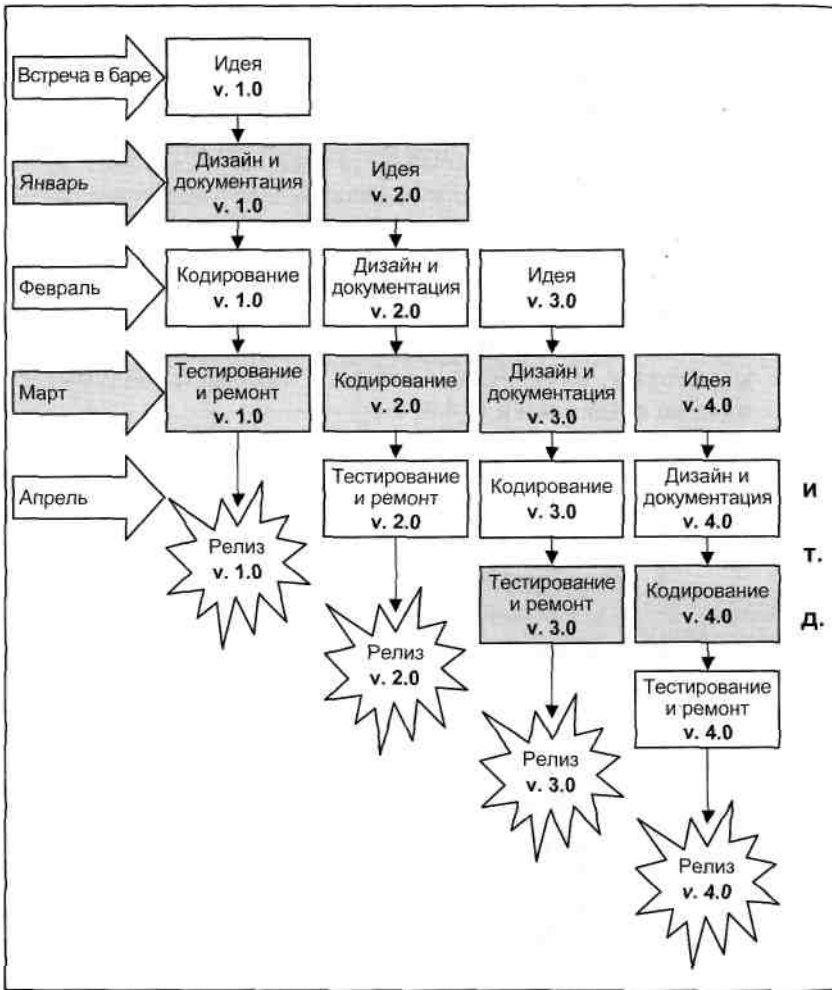 Встреча в баре
Идея
v. 1.0
Январь
Дизайн и
документация
v. 1.0
Идея
v. 2.0
Февраль
Кодирование
v. 1.0
Дизайн и
документация
v. 2.0
Идея
v. 3.0
Март
Тестирование
и ремонт
v. 1.0
Кодирование
v. 2.0
Дизайн и
документация
v. 3.0
Идея
v. 4.0
Апрель
Релиз
v. 1.0
Тестирование
и ремонт
v. 2.0
Кодирование
v. 3.0
Дизайн и
документация
v. 4.0
и
т.
д.
Релиз
v. 2.0
Тестирование
и ремонт
v. 3.0
Кодирование
v. 4.0
Релиз
v. 3.0
Тестирование
и ремонт
v. 4.0
Релиз
v. 4.0